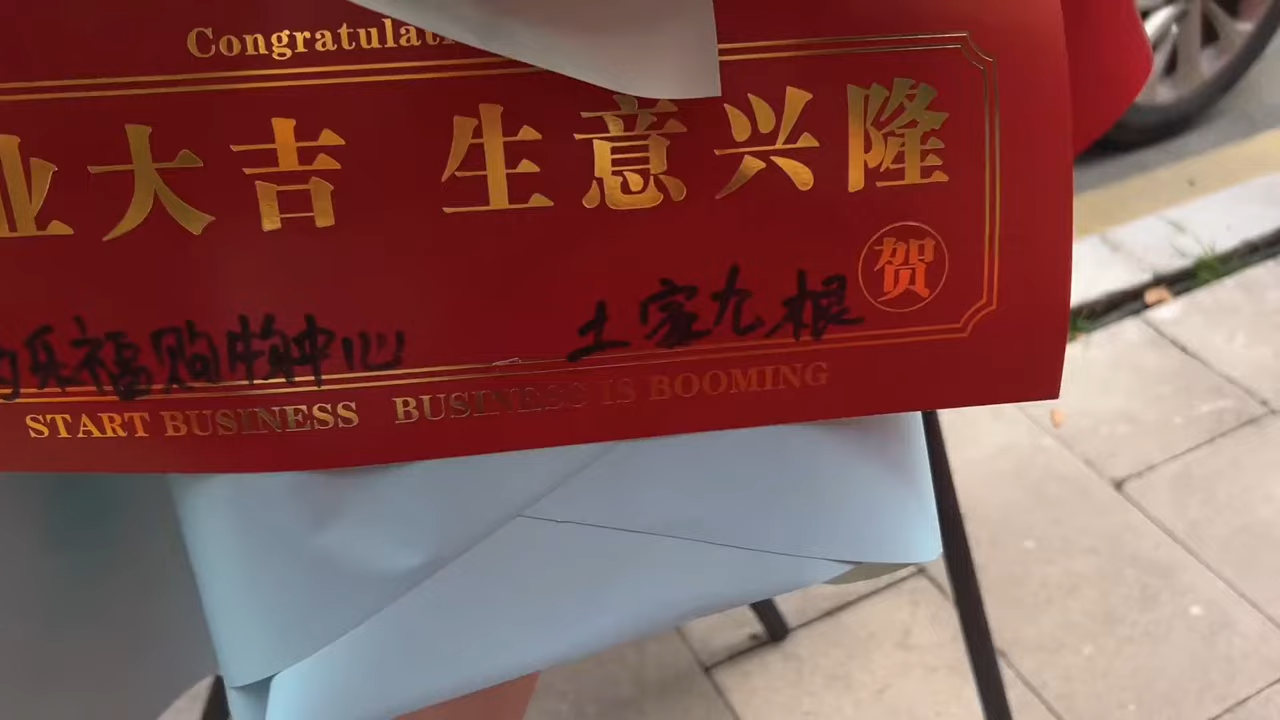 Congratulati
业大吉 生意兴隆
贺
乐福购物中心 土家九根
START BUSINESS BUSINESS IS BOOMING